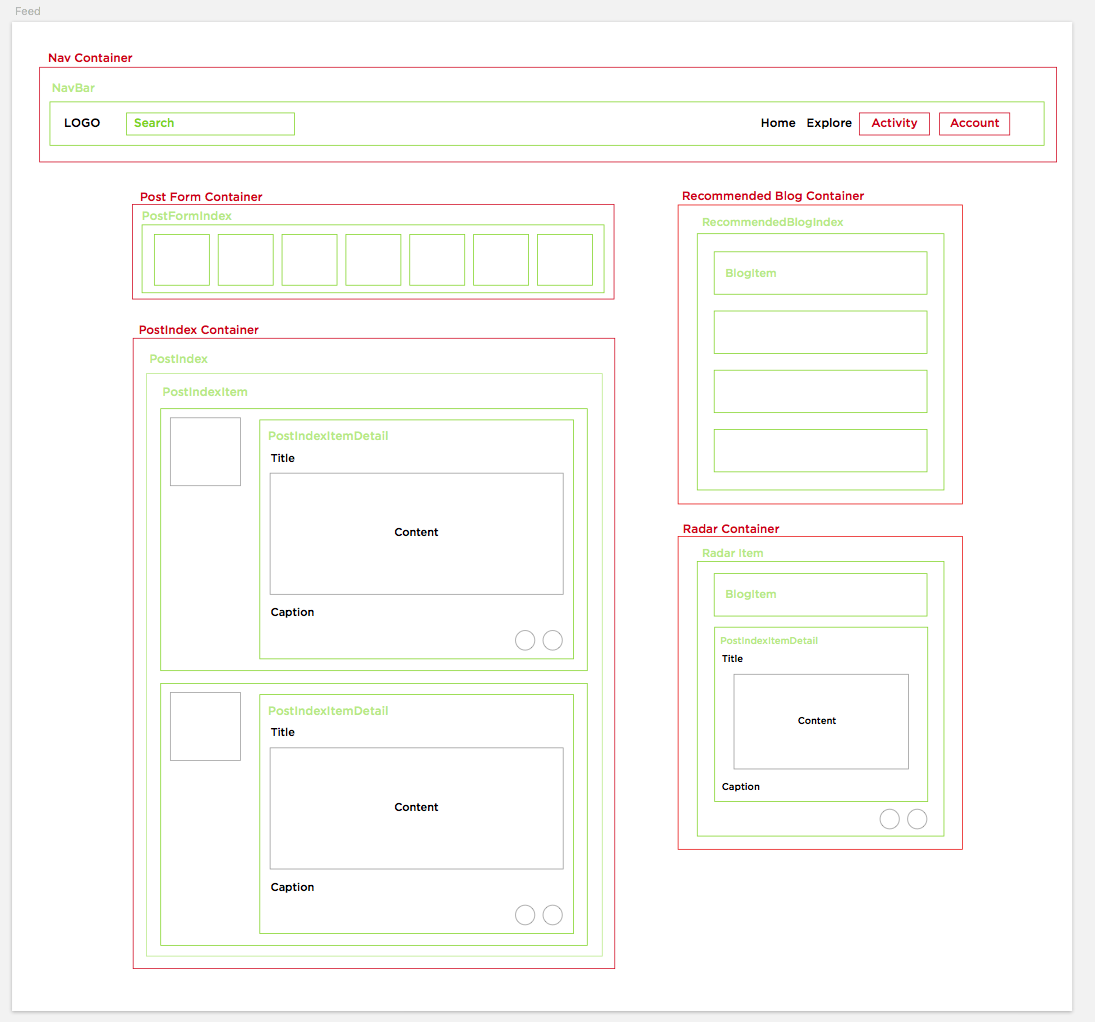 Feed
Nav Container
NavBar
LOGO Search Home Explore Activity Account
Post Form Container
PostFormIndex
PostIndex Container
PostIndex
PostIndexItem
PostIndexItemDetail
Title
Content
Caption
PostIndexItemDetail
Title
Content
Caption
Recommended Blog Container
RecommendedBlogIndex
BlogItem
Radar Container
Radar Item
BlogItem
PostIndexItemDetail
Title
Content
Caption